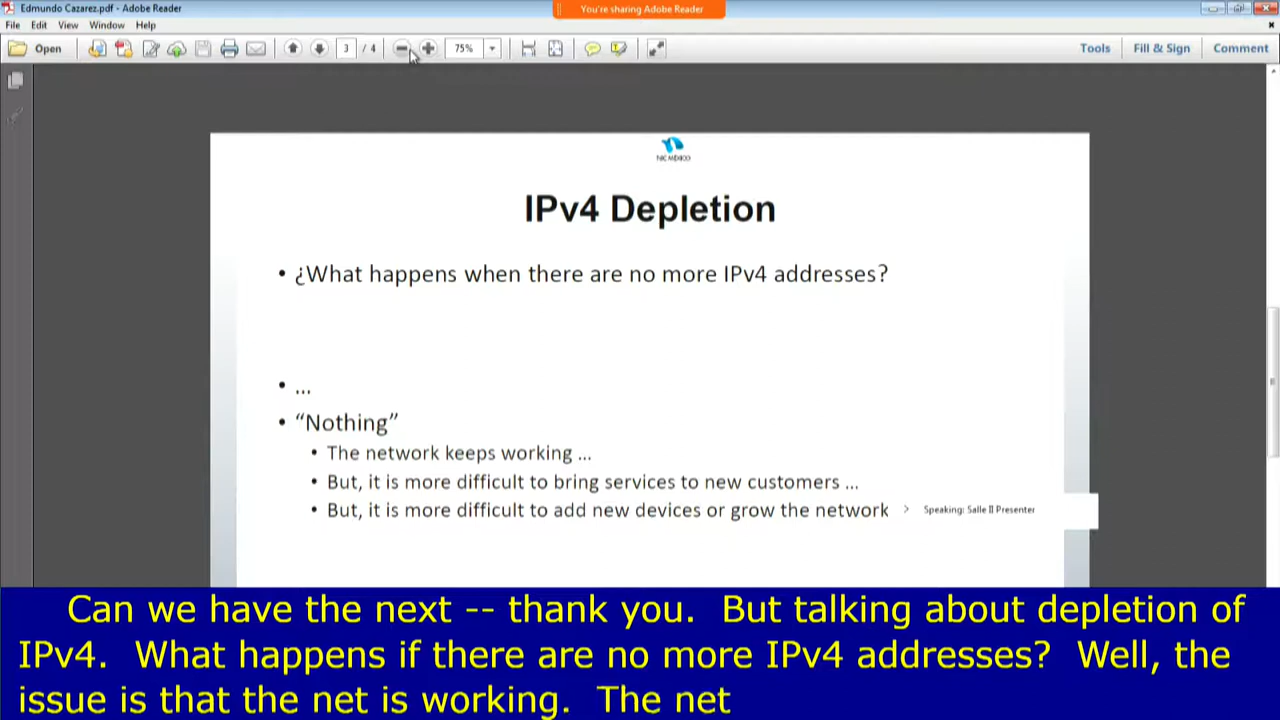 Edmundo Cazarez.pdf - Adobe Reader
You're sharing Adobe Reader
File Edit View Window Help
Open 3 / 4 75% Tools Fill & Sign Comment
NIC MEXICO
IPv4 Depletion
• ¿What happens when there are no more IPv4 addresses?
• ...
• “Nothing”
• The network keeps working ...
• But, it is more difficult to bring services to new customers ...
• But, it is more difficult to add new devices or grow the network
> Speaking: Salle II Presenter
Can we have the next -- thank you. But talking about depletion of
IPv4. What happens if there are no more IPv4 addresses? Well, the
issue is that the net is working. The net